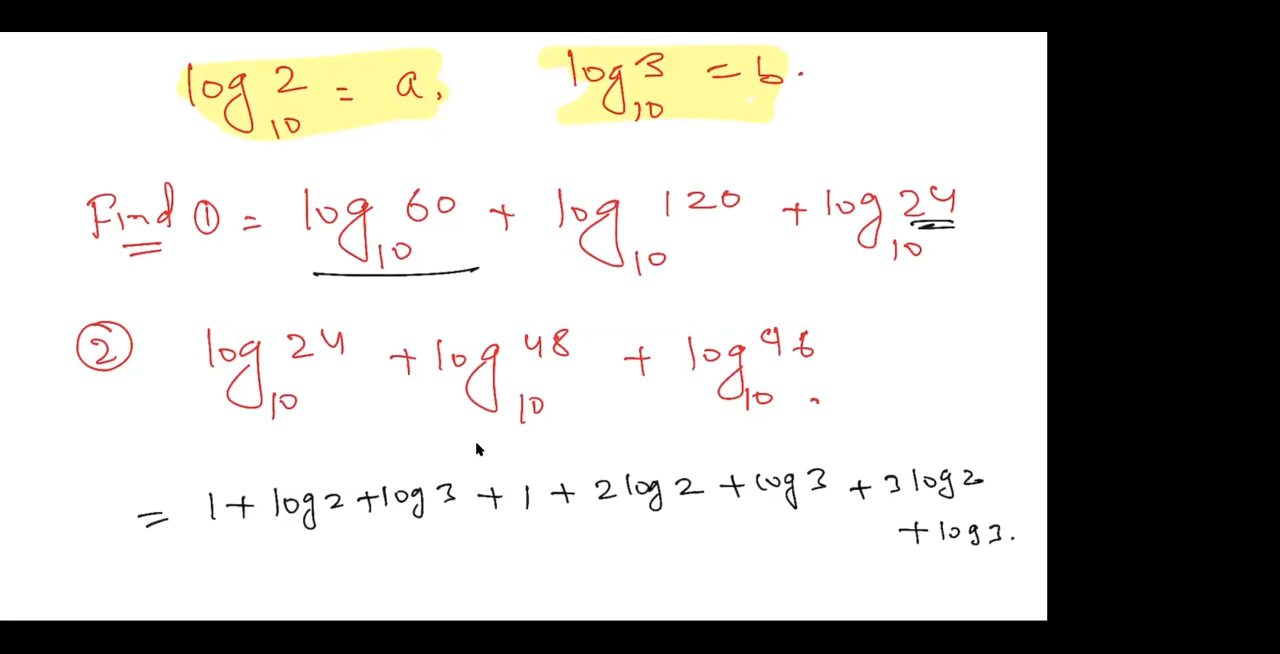 log₁₀ 2 = a, log₁₀ 3 = b.
Find ① = log₁₀ 60 + log₁₀ 120 + log₁₀ 24
② log₁₀ 24 + log₁₀ 48 + log₁₀ 96.
= 1 + log 2 + log 3 + 1 + 2 log 2 + log 3 + 3 log 2
+ log 3.